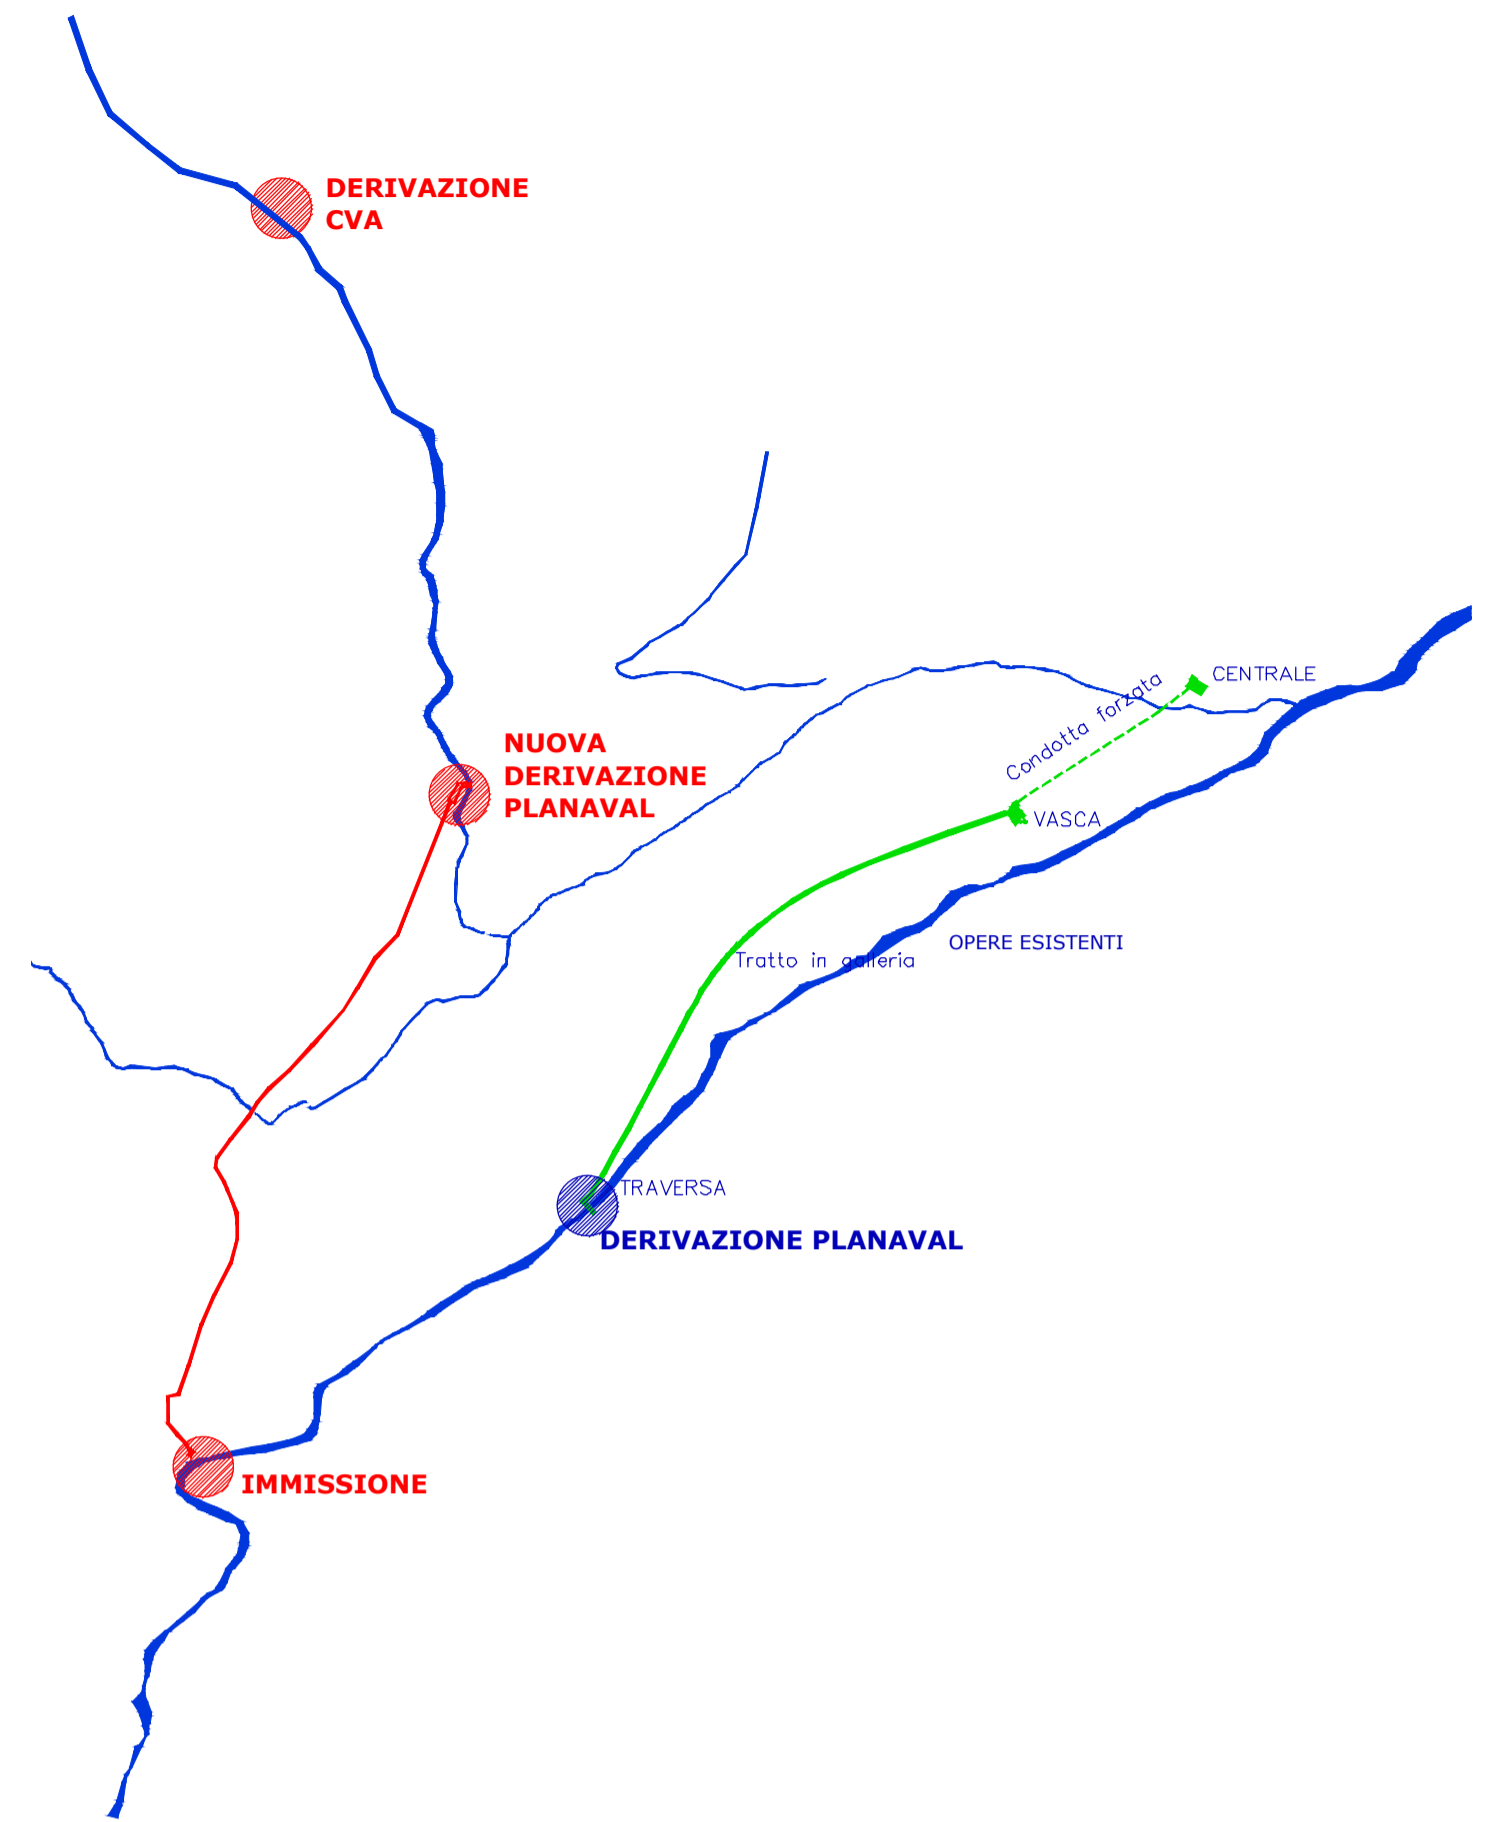 DERIVAZIONE
CVA
CENTRALE
Condotta forzata
NUOVA
DERIVAZIONE
PLANAVAL
VASCA
OPERE ESISTENTI
Tratto in galleria
TRAVERSA
DERIVAZIONE PLANAVAL
IMMISSIONE